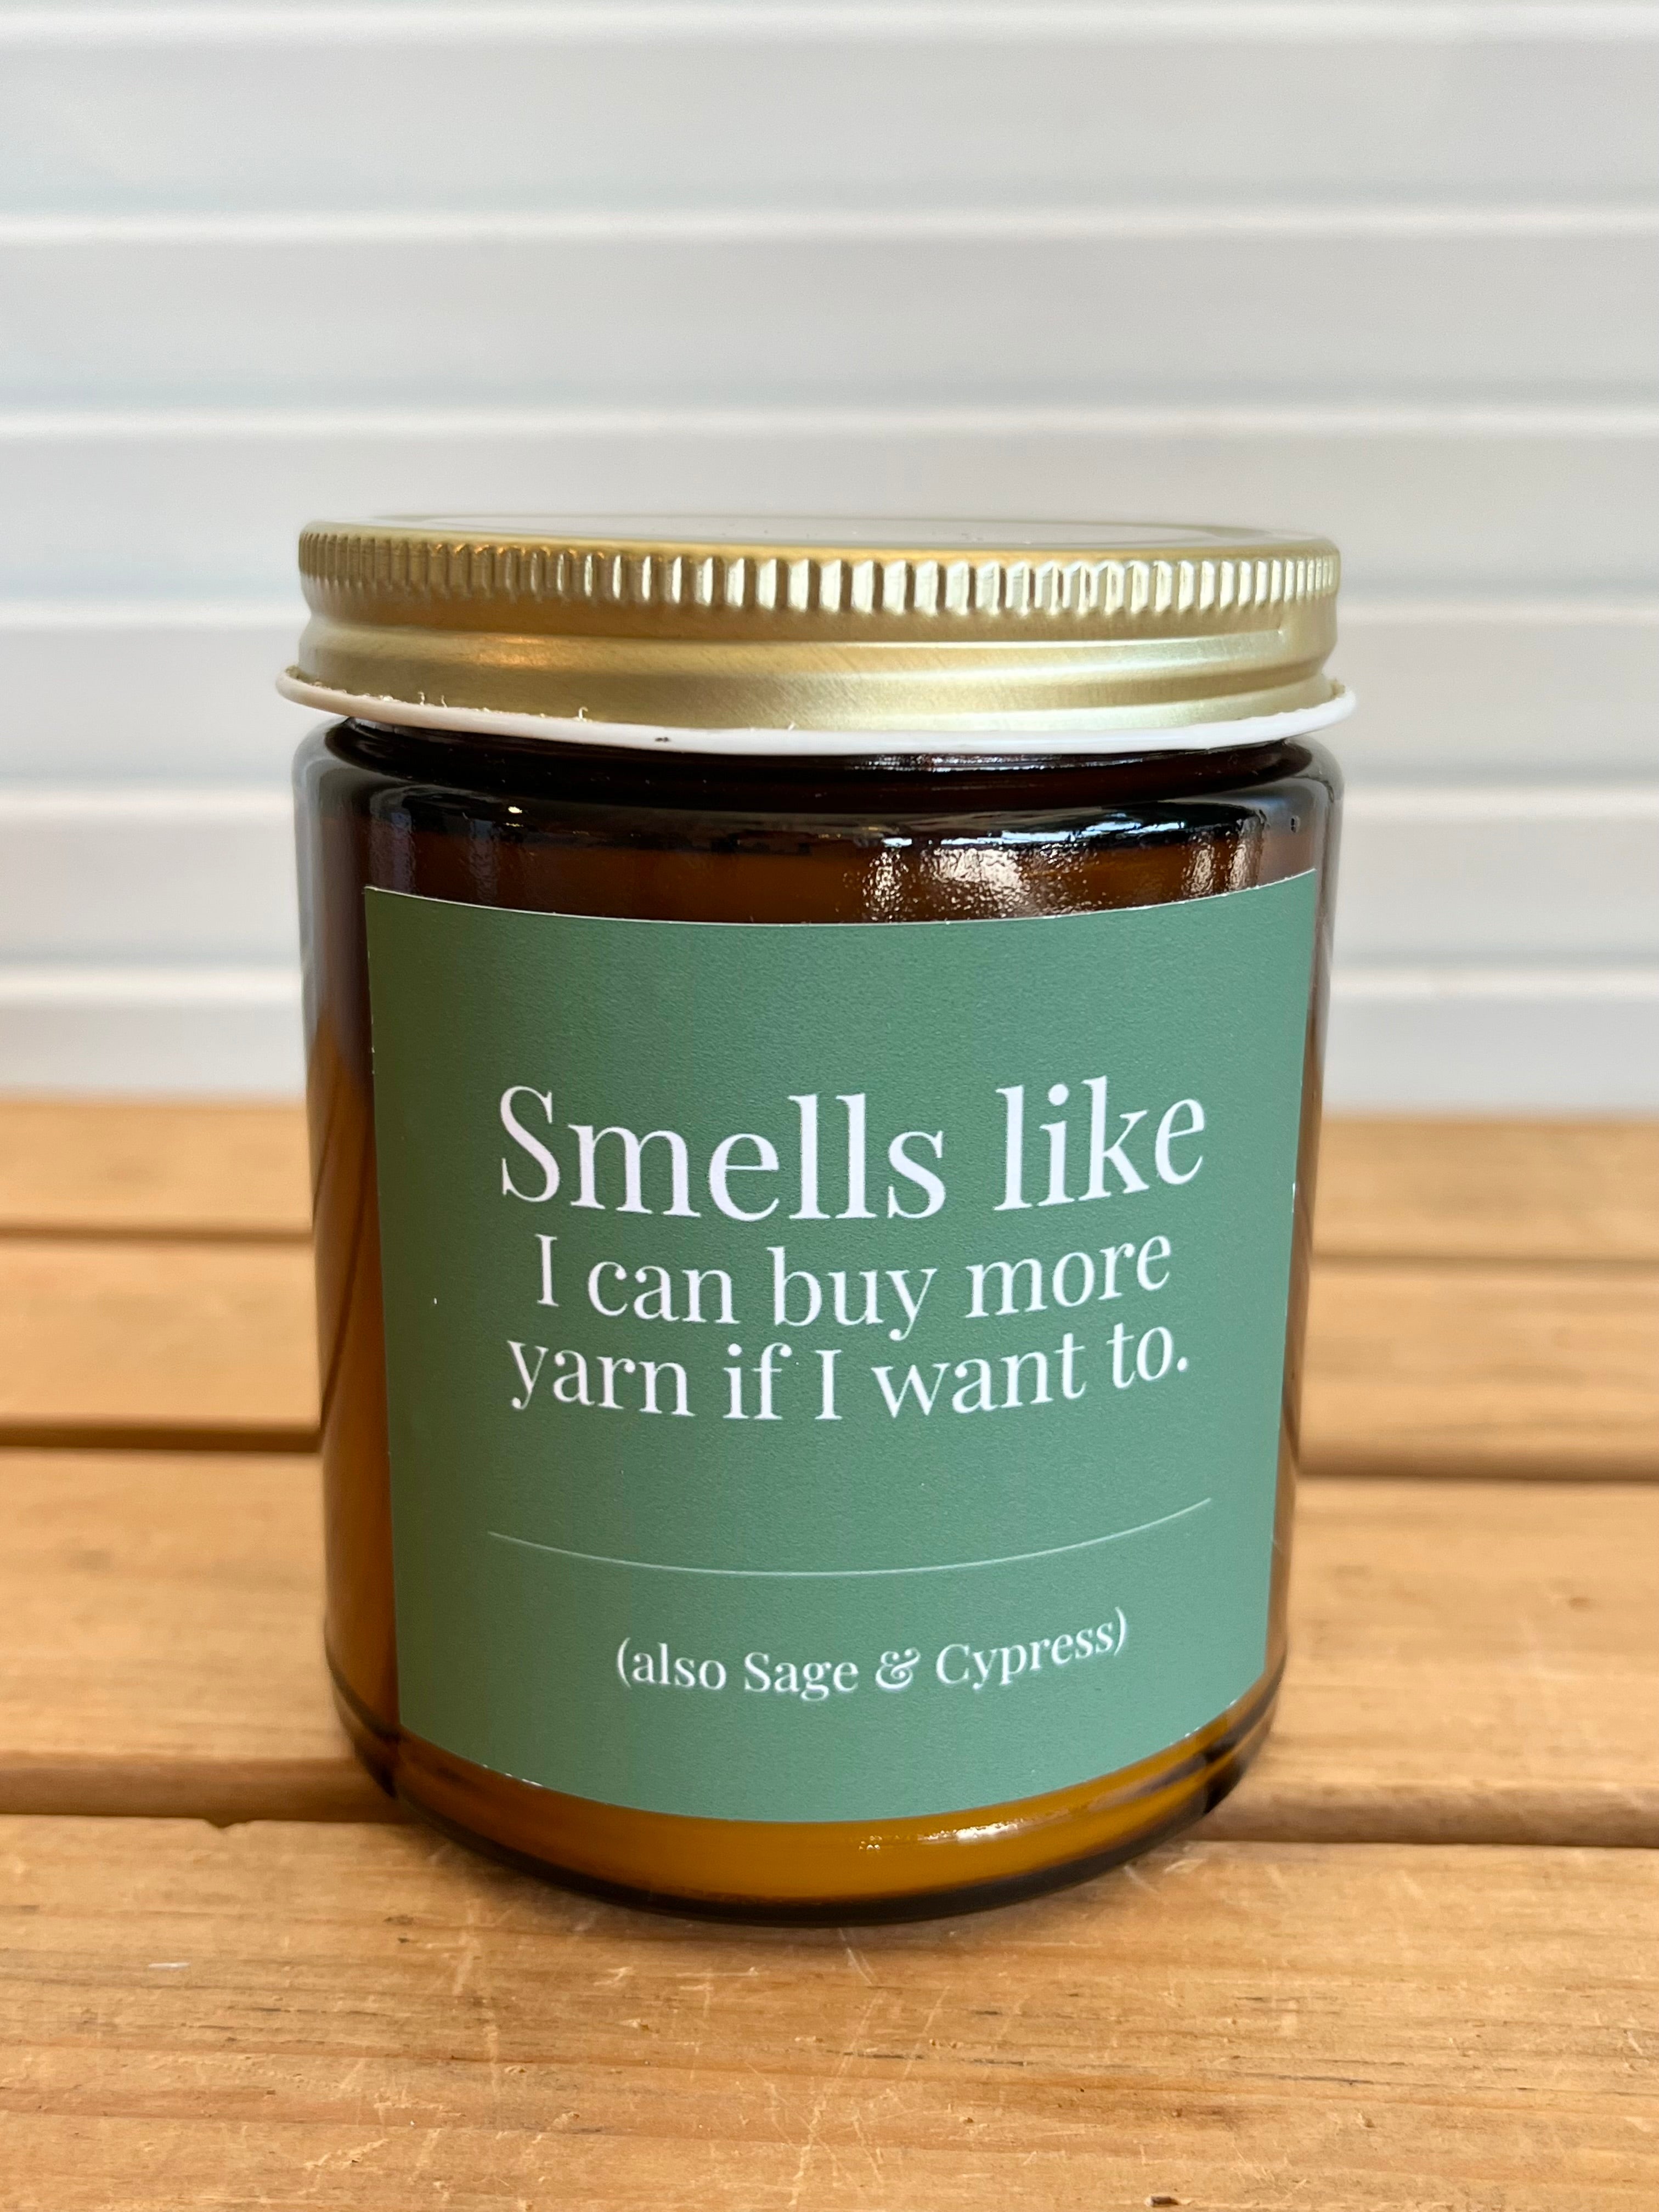 Smells like
I can buy more
yarn if I want to.
(also Sage & Cypress)